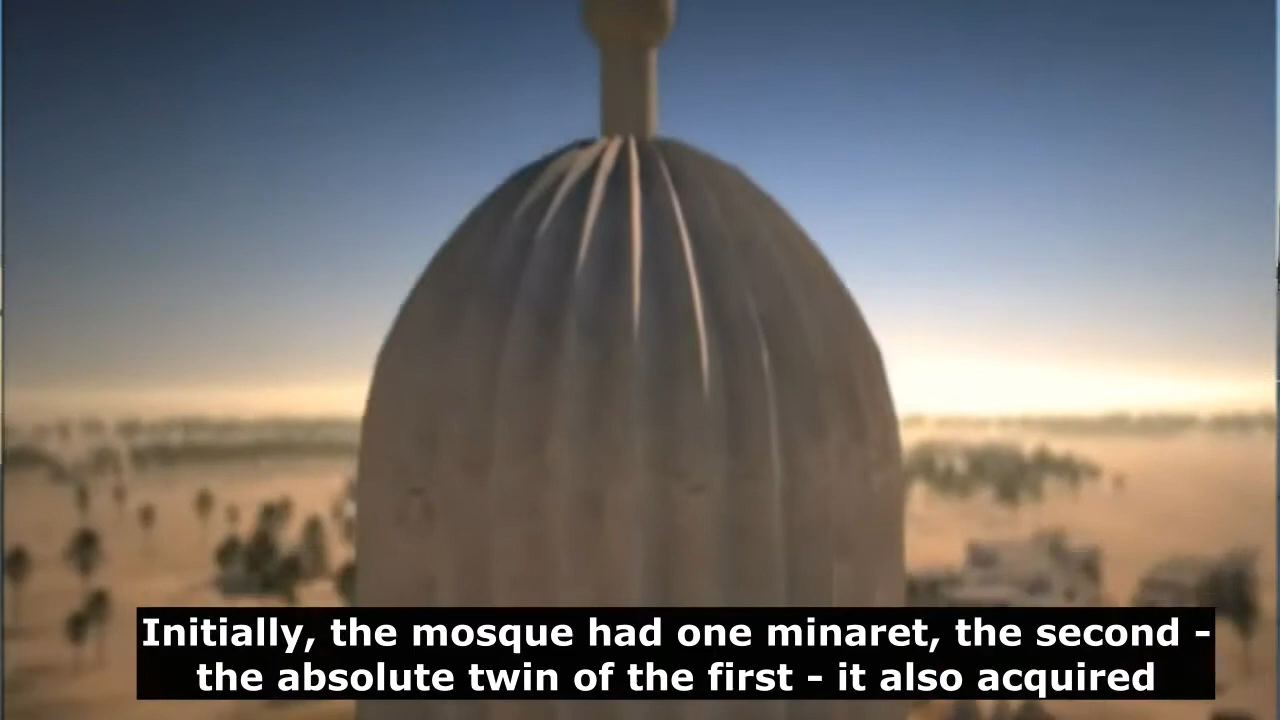 Initially, the mosque had one minaret, the second -
the absolute twin of the first - it also acquired